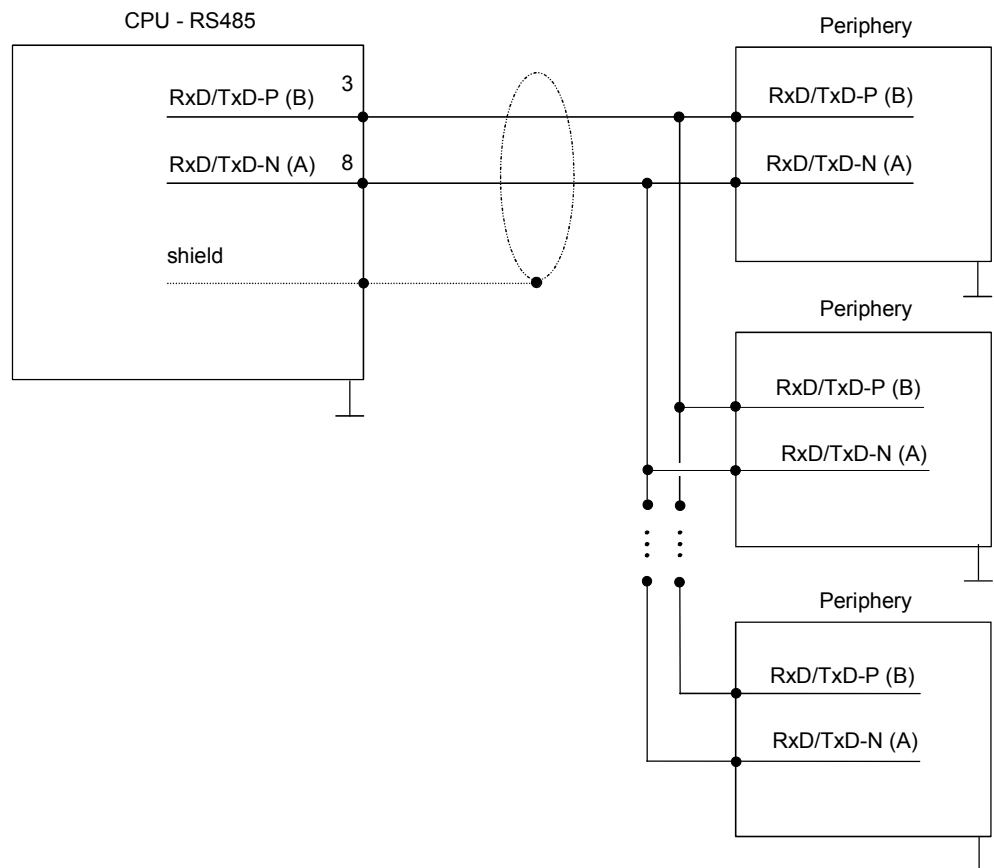 CPU - RS485
RxD/TxD-P (B)
3
RxD/TxD-N (A)
8
shield
Periphery
RxD/TxD-P (B)
RxD/TxD-N (A)
Periphery
RxD/TxD-P (B)
RxD/TxD-N (A)
Periphery
RxD/TxD-P (B)
RxD/TxD-N (A)